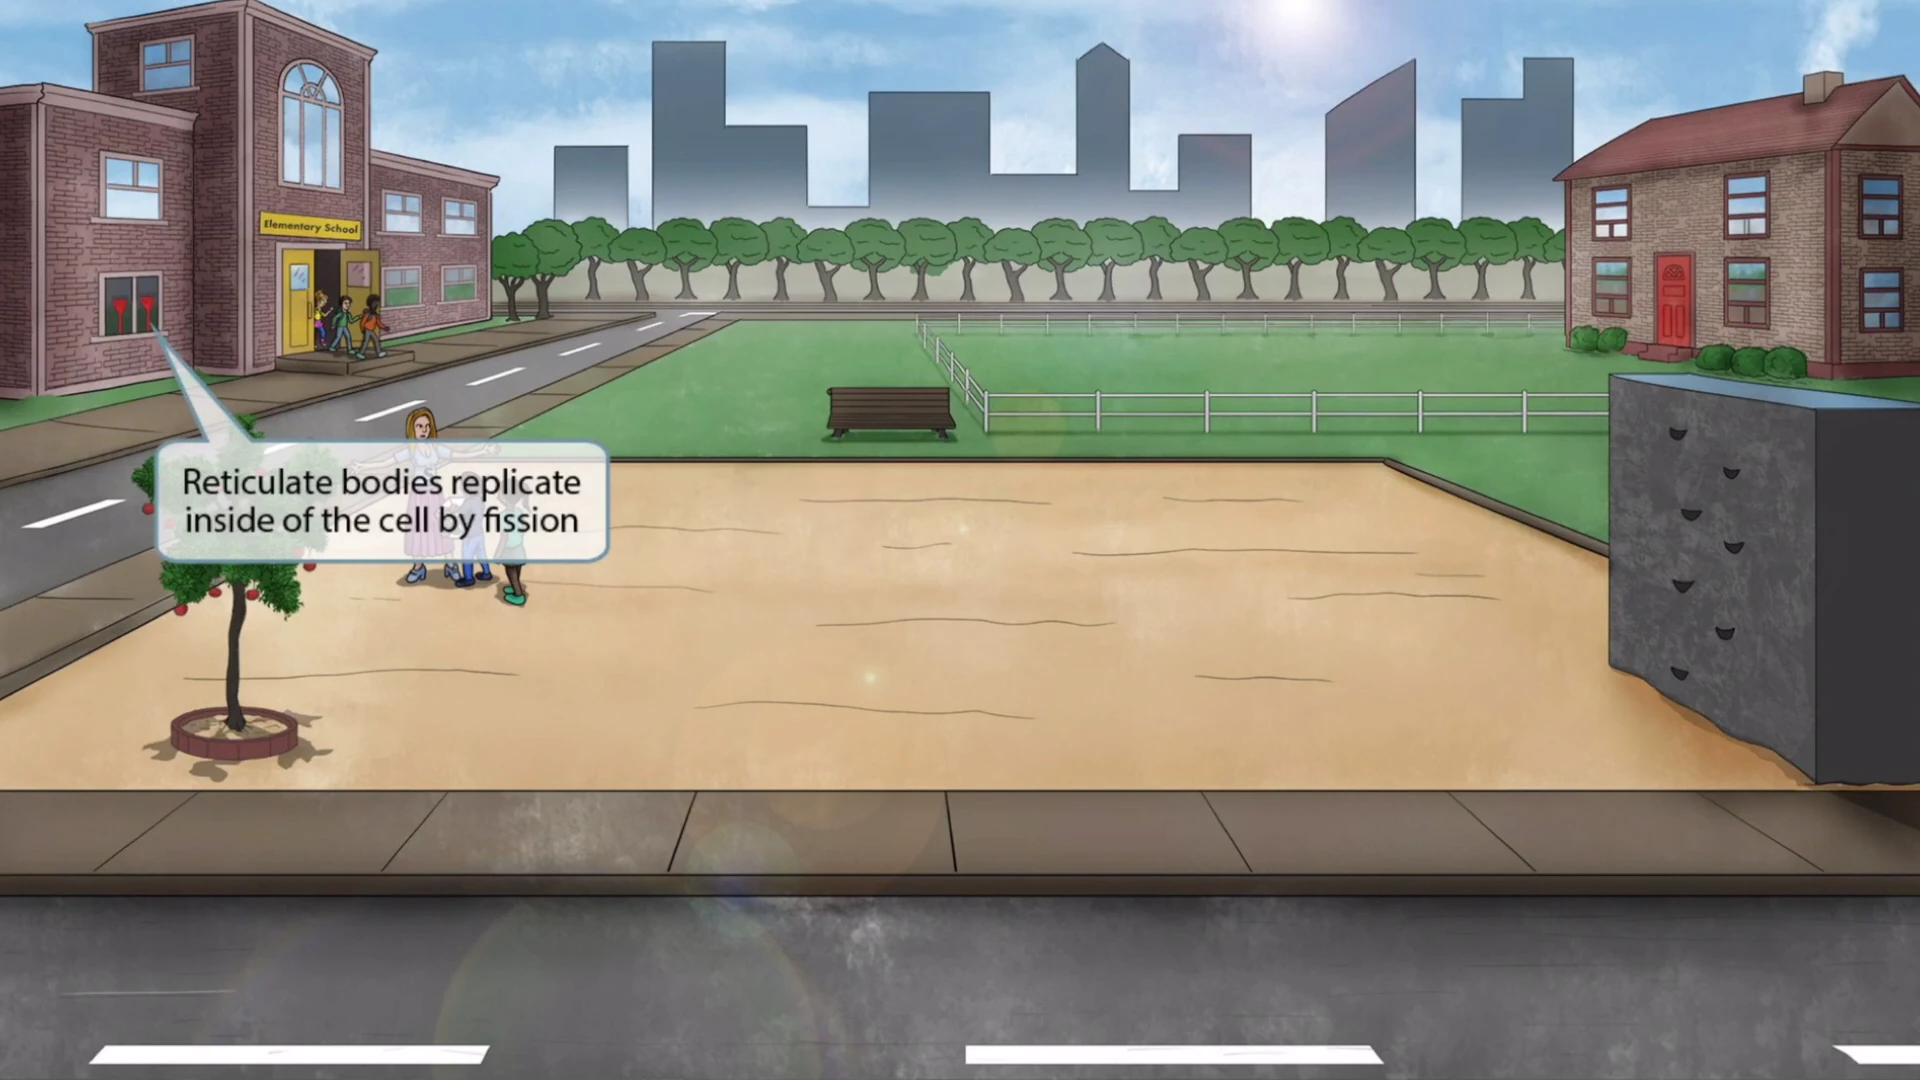 Elementary School
Reticulate bodies replicate
inside of the cell by fission